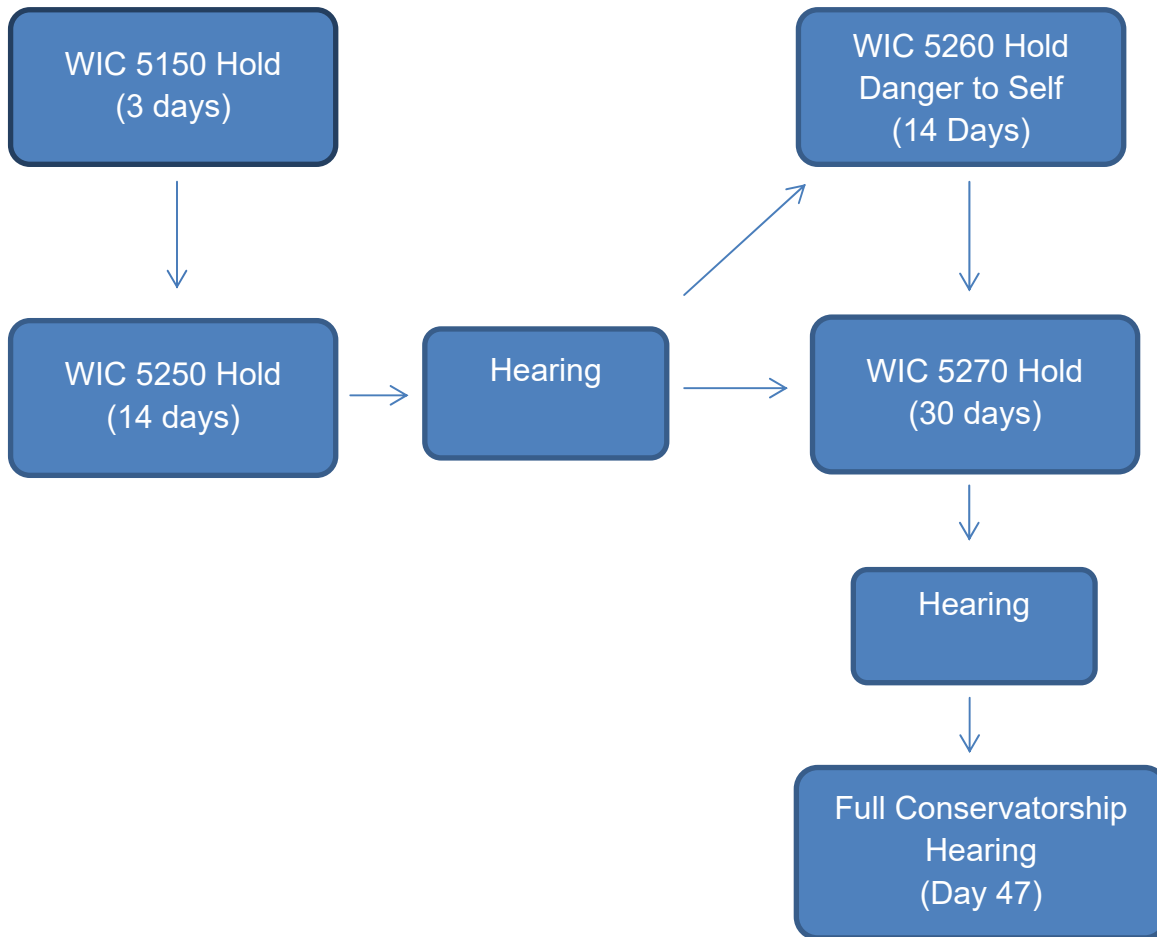 WIC 5150 Hold
(3 days)
WIC 5260 Hold
Danger to Self
(14 Days)
WIC 5250 Hold
(14 days)
Hearing
WIC 5270 Hold
(30 days)
Hearing
Full Conservatorship
Hearing
(Day 47)